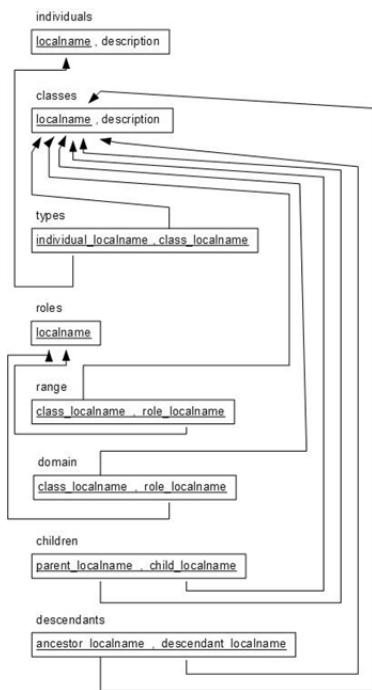 individuals
localname , description
classes
localname , description
types
individual_localname , class_localname
roles
localname
range
class_localname , role_localname
domain
class_localname , role_localname
children
parent_localname , child_localname
descendants
ancestor_localname , descendant_localname